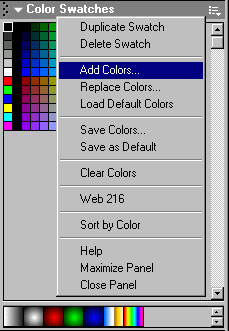 Color Swatches
Duplicate Swatch
Delete Swatch
Add Colors...
Replace Colors...
Load Default Colors
Save Colors...
Save as Default
Clear Colors
Web 216
Sort by Color
Help
Maximize Panel
Close Panel